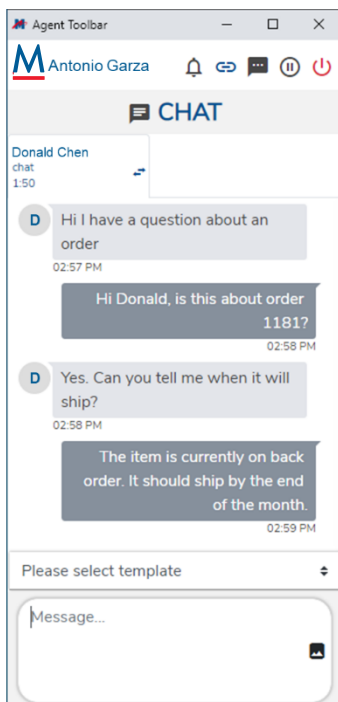 Agent Toolbar
M Antonio Garza
CHAT
Donald Chen
chat
1:50
D Hi I have a question about an
order
02:57 PM
Hi Donald, is this about order
1181?
02:58 PM
D Yes. Can you tell me when it will
ship?
02:58 PM
The item is currently on back
order. It should ship by the end
of the month.
02:59 PM
Please select template
Message...